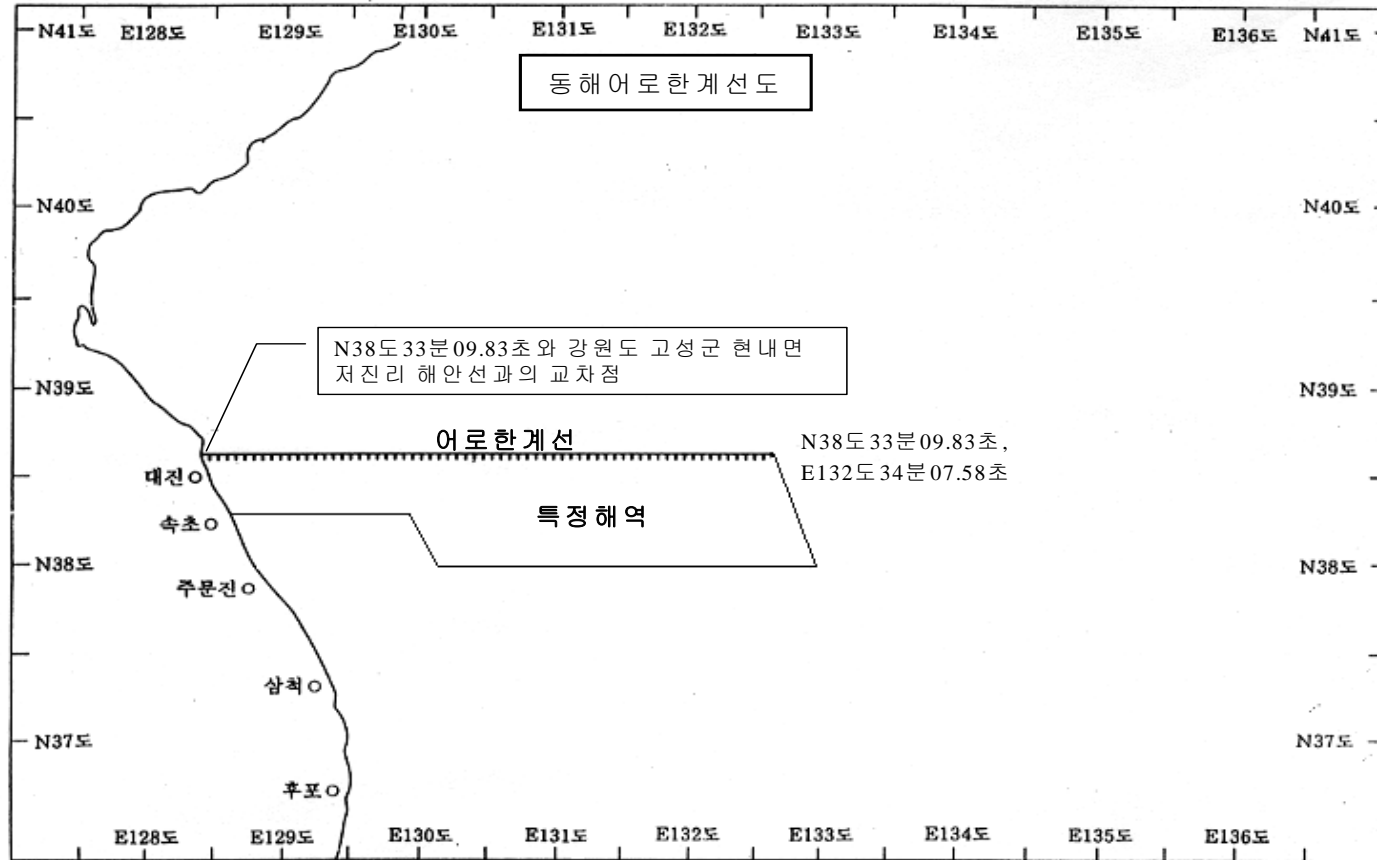 N41도 E128도 E129도 E130도 E131도 E132도 E133도 E134도 E135도 E136도 N41도
동해어로한계선도
N40도 N40도
N38도33분09.83초와 강원도 고성군 현내면
저진리 해안선과의 교차점
N39도 N39도
어로한계선
N38도33분09.83초,
E132도34분07.58초
대진
특정해역
속초
N38도 N38도
주문진
삼척
N37도 N37도
후포
E128도 E129도 E130도 E131도 E132도 E133도 E134도 E135도 E136도